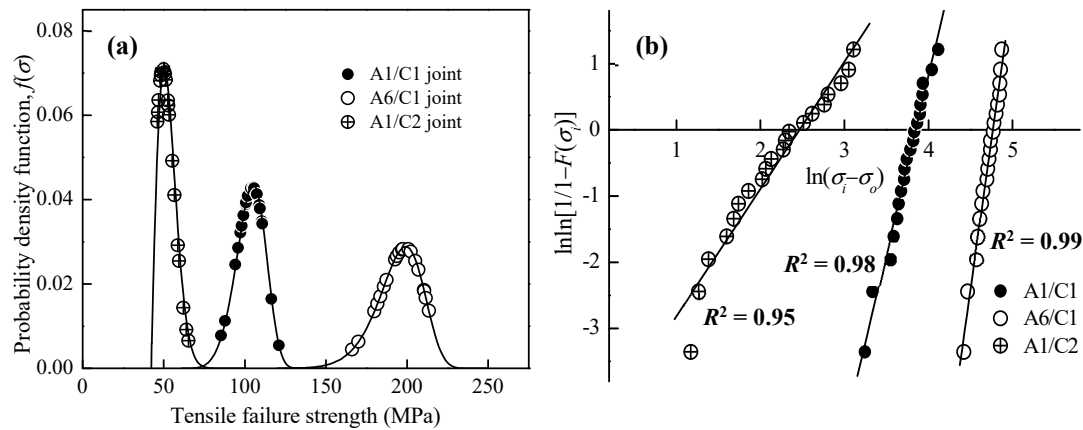 (a)
A1/C1 joint
A6/C1 joint
A1/C2 joint
Probability density function, f(σ)
0.08
0.06
0.04
0.02
0.00
0 50 100 150 200 250
Tensile failure strength (MPa)
(b)
lnln[1/1−F(σi)]
1
0
-1
-2
-3
1 2 3 4 5
ln(σi−σo)
R² = 0.99
R² = 0.98
R² = 0.95
A1/C1
A6/C1
A1/C2